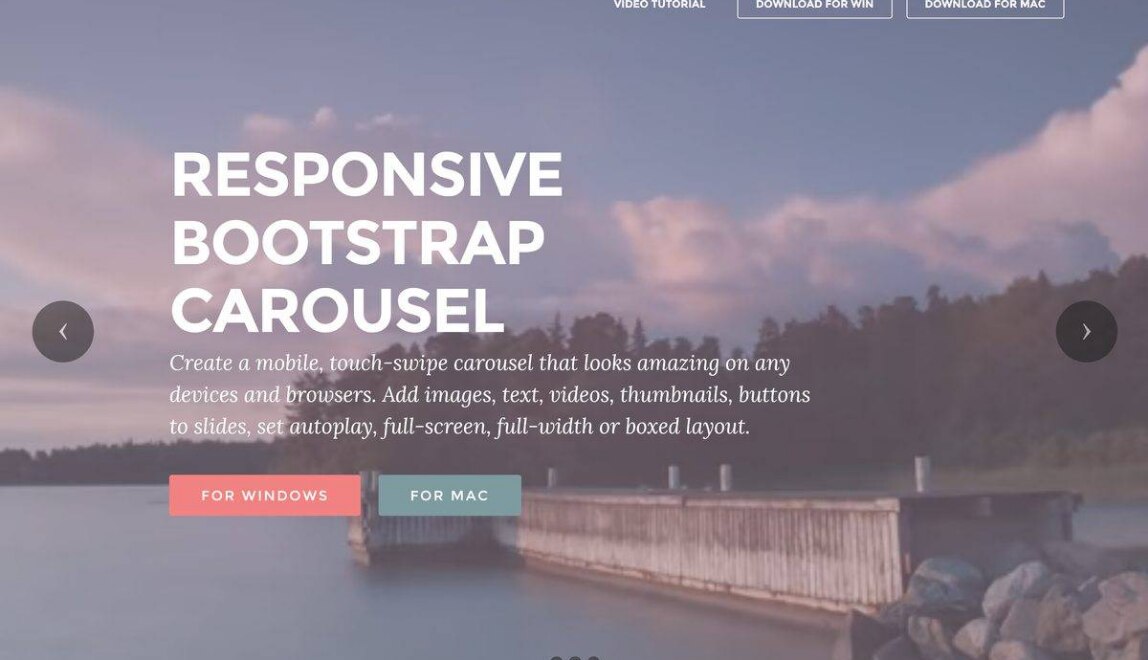 VIDEO TUTORIAL DOWNLOAD FOR WIN DOWNLOAD FOR MAC
RESPONSIVE
BOOTSTRAP
CAROUSEL
Create a mobile, touch-swipe carousel that looks amazing on any
devices and browsers. Add images, text, videos, thumbnails, buttons
to slides, set autoplay, full-screen, full-width or boxed layout.
FOR WINDOWS FOR MAC